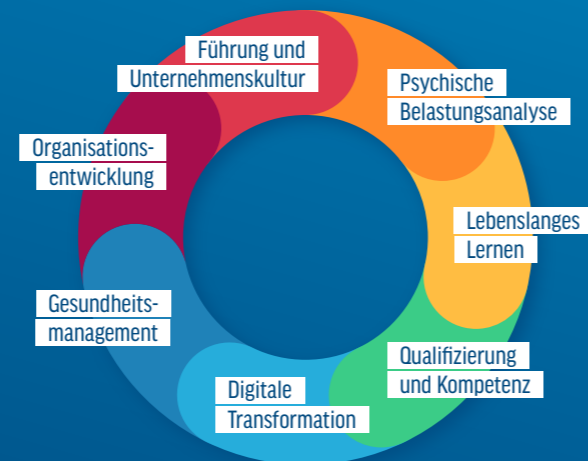 Führung und
Unternehmenskultur
Psychische
Belastungsanalyse
Lebenslanges
Lernen
Qualifizierung
und Kompetenz
Digitale
Transformation
Gesundheits-
management
Organisations-
entwicklung